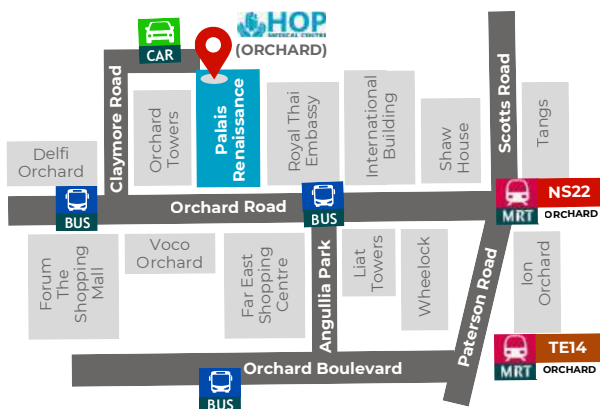 HOP
MEDICAL CENTRE
(ORCHARD)
CAR
Claymore Road
Scotts Road
Delfi
Orchard
Orchard
Towers
Palais
Renaissance
Royal Thai
Embassy
International
Building
Shaw
House
Tangs
BUS
Orchard Road
BUS
MRT
NS22
ORCHARD
Forum
The
Shopping
Mall
Voco
Orchard
Far East
Shopping
Centre
Angullia Park
Liat
Towers
Wheelock
Paterson Road
Ion
Orchard
MRT
TE14
ORCHARD
Orchard Boulevard
BUS